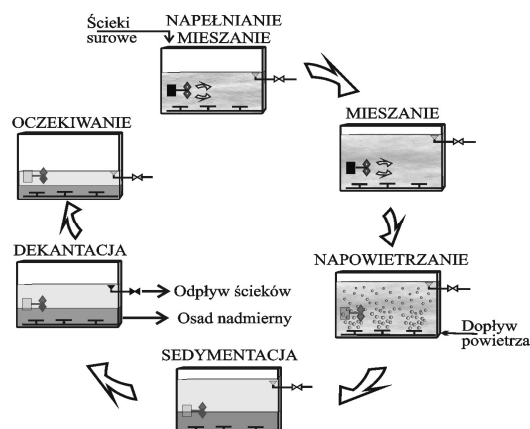 Ścieki
surowe
NAPEŁNIANIE
MIESZANIE
MIESZANIE
NAPOWIETRZANIE
Dopływ
powietrza
SEDYMENTACJA
DEKANTACJA
Odpływ ścieków
Osad nadmierny
OCZEKIWANIE